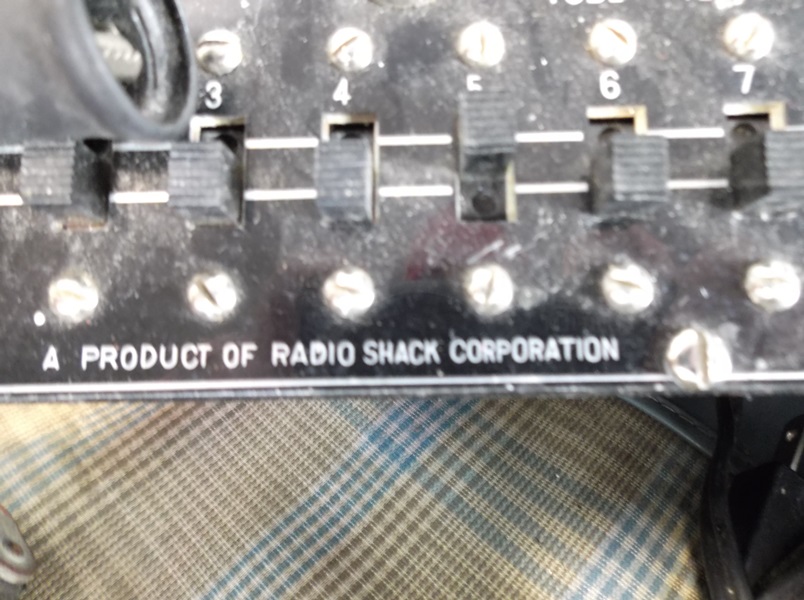 3 4 5 6 7
A PRODUCT OF RADIO SHACK CORPORATION